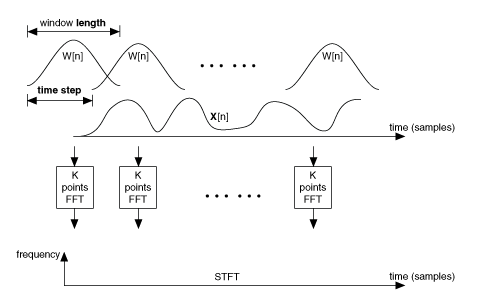 window length
W[n]
W[n]
W[n]
time step
X[n]
time (samples)
K
points
FFT
K
points
FFT
K
points
FFT
frequency
STFT
time (samples)